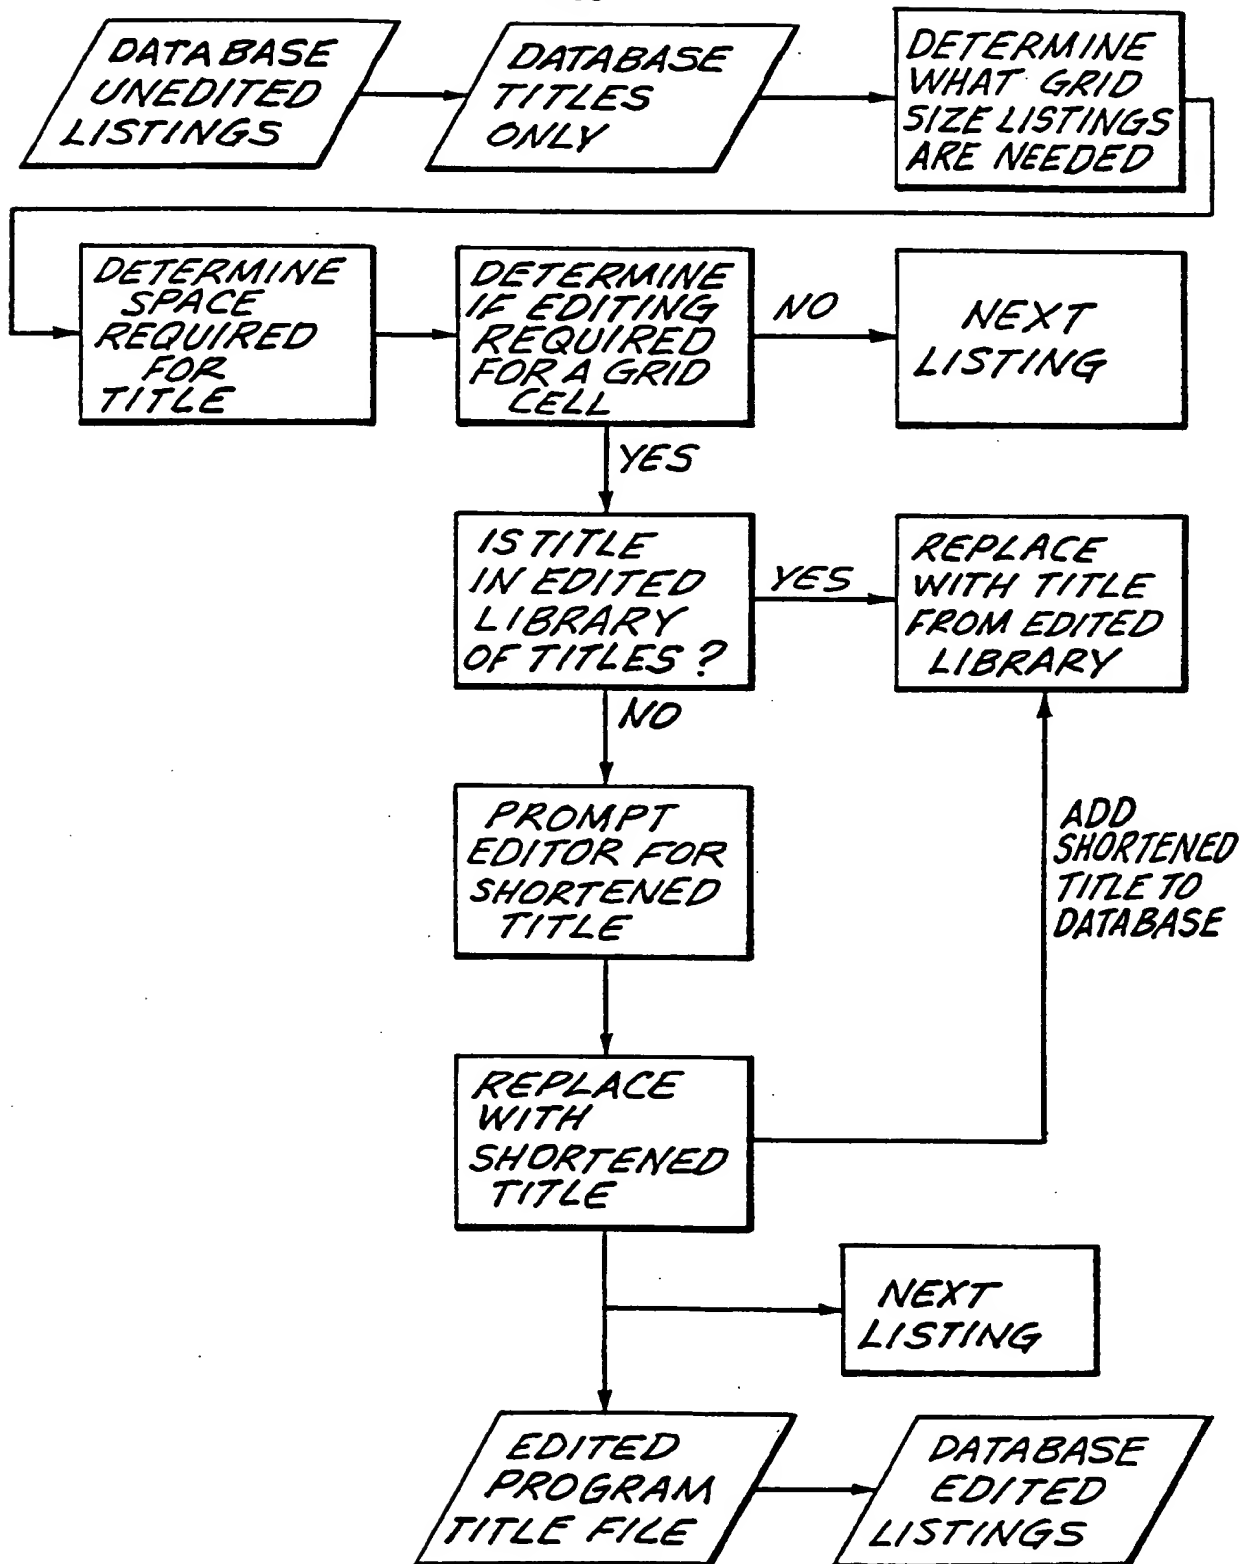 DATABASE
UNEDITED
LISTINGS
DATABASE
TITLES
ONLY
DETERMINE
WHAT GRID
SIZE LISTINGS
ARE NEEDED
DETERMINE
SPACE
REQUIRED
FOR
TITLE
DETERMINE
IF EDITING
REQUIRED
FOR A GRID
CELL
NO
NEXT
LISTING
YES
IS TITLE
IN EDITED
LIBRARY
OF TITLES ?
YES
REPLACE
WITH TITLE
FROM EDITED
LIBRARY
NO
PROMPT
EDITOR FOR
SHORTENED
TITLE
ADD
SHORTENED
TITLE TO
DATABASE
REPLACE
WITH
SHORTENED
TITLE
NEXT
LISTING
EDITED
PROGRAM
TITLE FILE
DATABASE
EDITED
LISTINGS